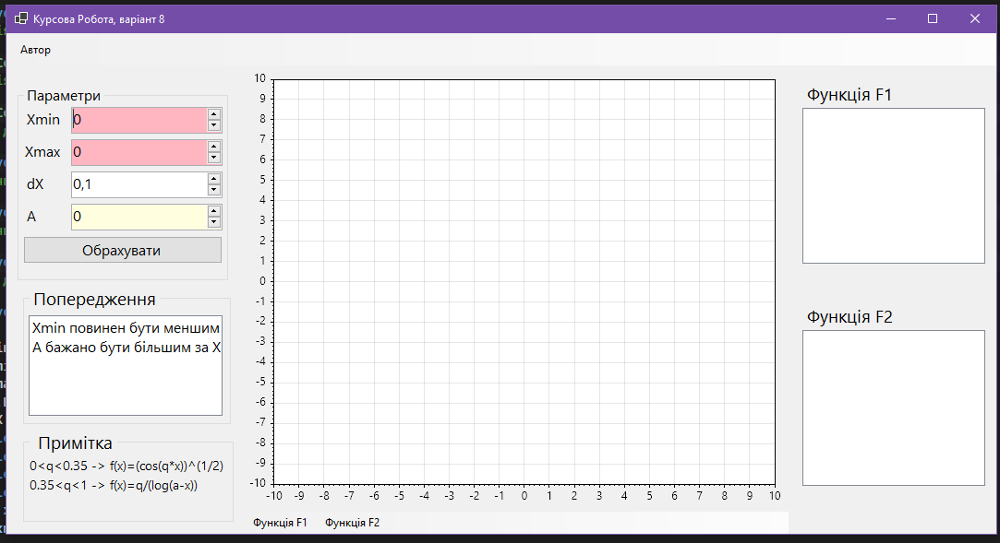 Курсова Робота, варіант 8
Автор
Параметри
Xmin 0
Xmax 0
dX 0,1
A 0
Обрахувати
Попередження
Xmin повинен бути меншим
А бажано бути більшим за X
Примітка
0<q<0.35 -> f(x)=(cos(q*x))^(1/2)
0.35<q<1 -> f(x)=q/(log(a-x))
10
9
8
7
6
5
4
3
2
1
0
-1
-2
-3
-4
-5
-6
-7
-8
-9
-10
-10 -9 -8 -7 -6 -5 -4 -3 -2 -1 0 1 2 3 4 5 6 7 8 9 10
Функція F1 Функція F2
Функція F1
Функція F2